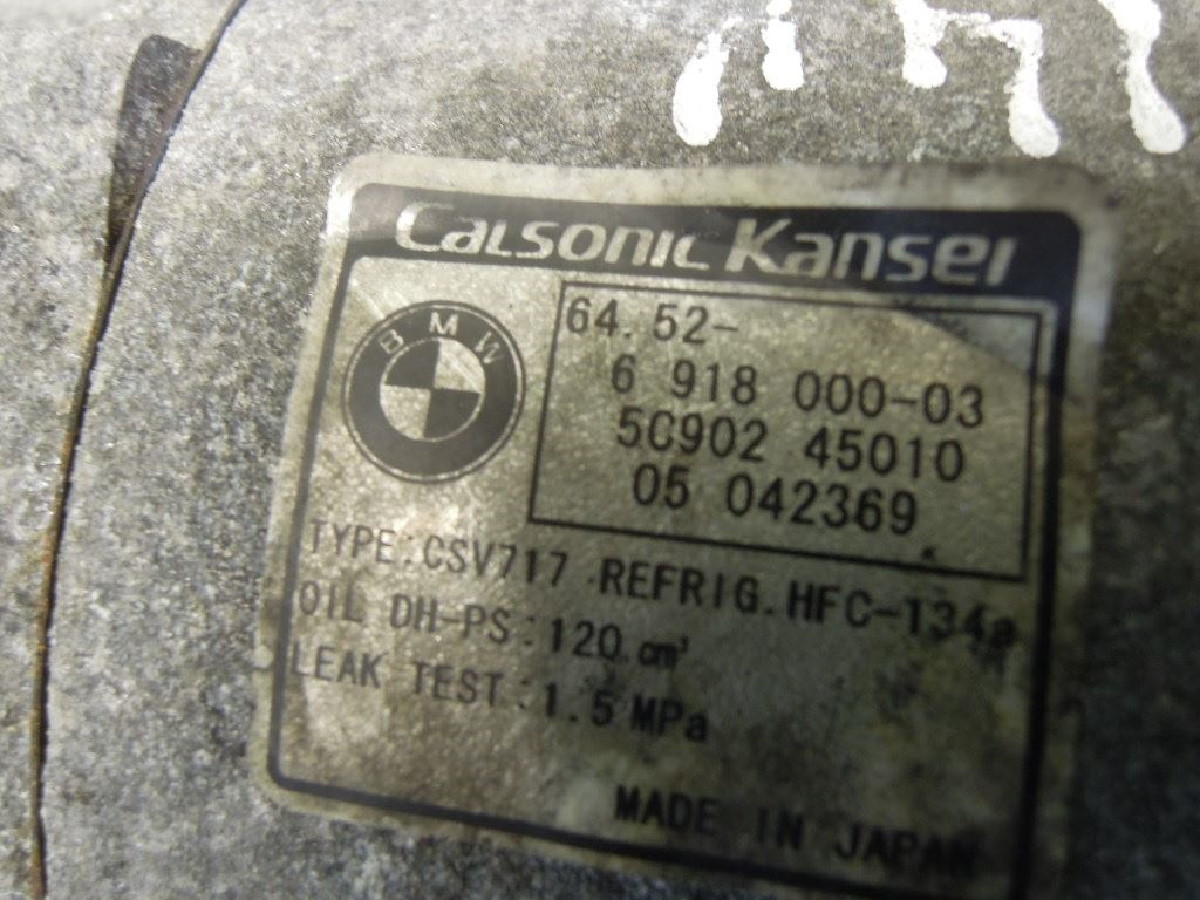 Calsonic Kansei
BMW
64.52-
6 918 000-03
5C902 45010
05 042369
TYPE:CSV717 REFRIG.HFC-134a
OIL DH-PS:120 cm³
LEAK TEST:1.5 MPa
MADE IN JAPAN